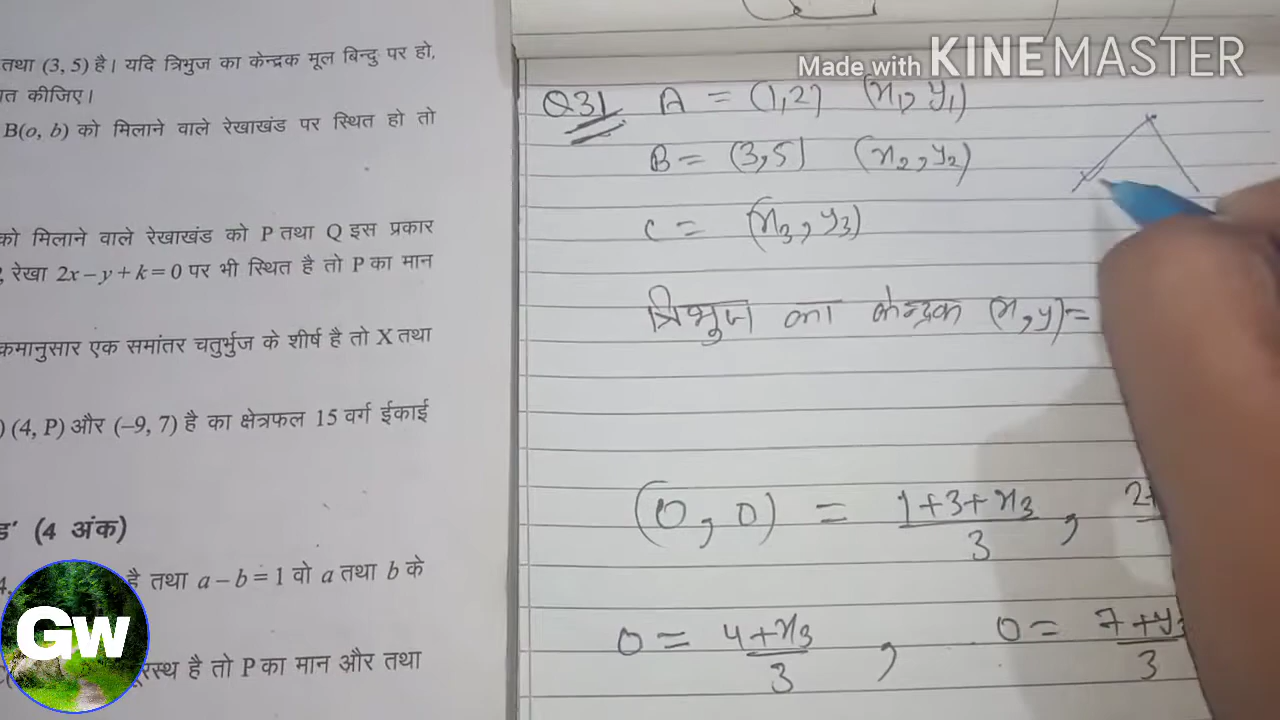 तथा (3, 5) है। यदि त्रिभुज का केन्द्रक मूल बिन्दु पर हो,
कीजिए।
B(o, b) को मिलाने वाले रेखाखंड पर स्थित हो तो
को मिलाने वाले रेखाखंड को P तथा Q इस प्रकार
रेखा 2x – y + k = 0 पर भी स्थित है तो P का मान
क्रमानुसार एक समांतर चतुर्भुज के शीर्ष है तो X तथा
) (4, P) और (–9, 7) है का क्षेत्रफल 15 वर्ग ईकाई
(4 अंक)
है तथा a – b = 1 वो a तथा b के
है तो P का मान और तथा
GW
Made with KINEMASTER
Q31 A = (1,2) (x1, y1)
B = (3,5) (x2, y2)
C = (x3, y3)
त्रिभुज का केन्द्रक (x, y) =
(0, 0) = 1+3+x3/3 , 2+
0 = 4+x3/3 , 0 = 7+y3/3